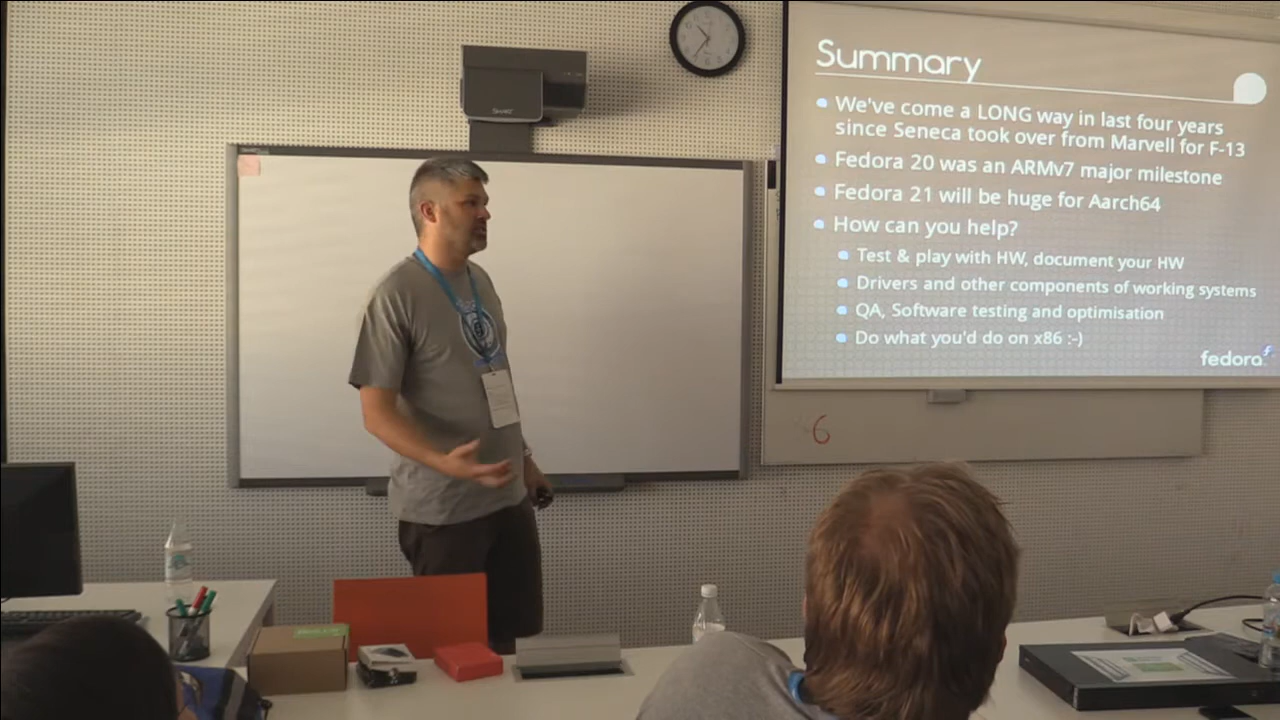 Summary
We've come a LONG way in last four years
since Seneca took over from Marvell for F-13
Fedora 20 was an ARMv7 major milestone
Fedora 21 will be huge for Aarch64
How can you help?
Test & play with HW, document your HW
Drivers and other components of working systems
QA, Software testing and optimisation
Do what you'd do on x86 :-)
fedora
SMART
6